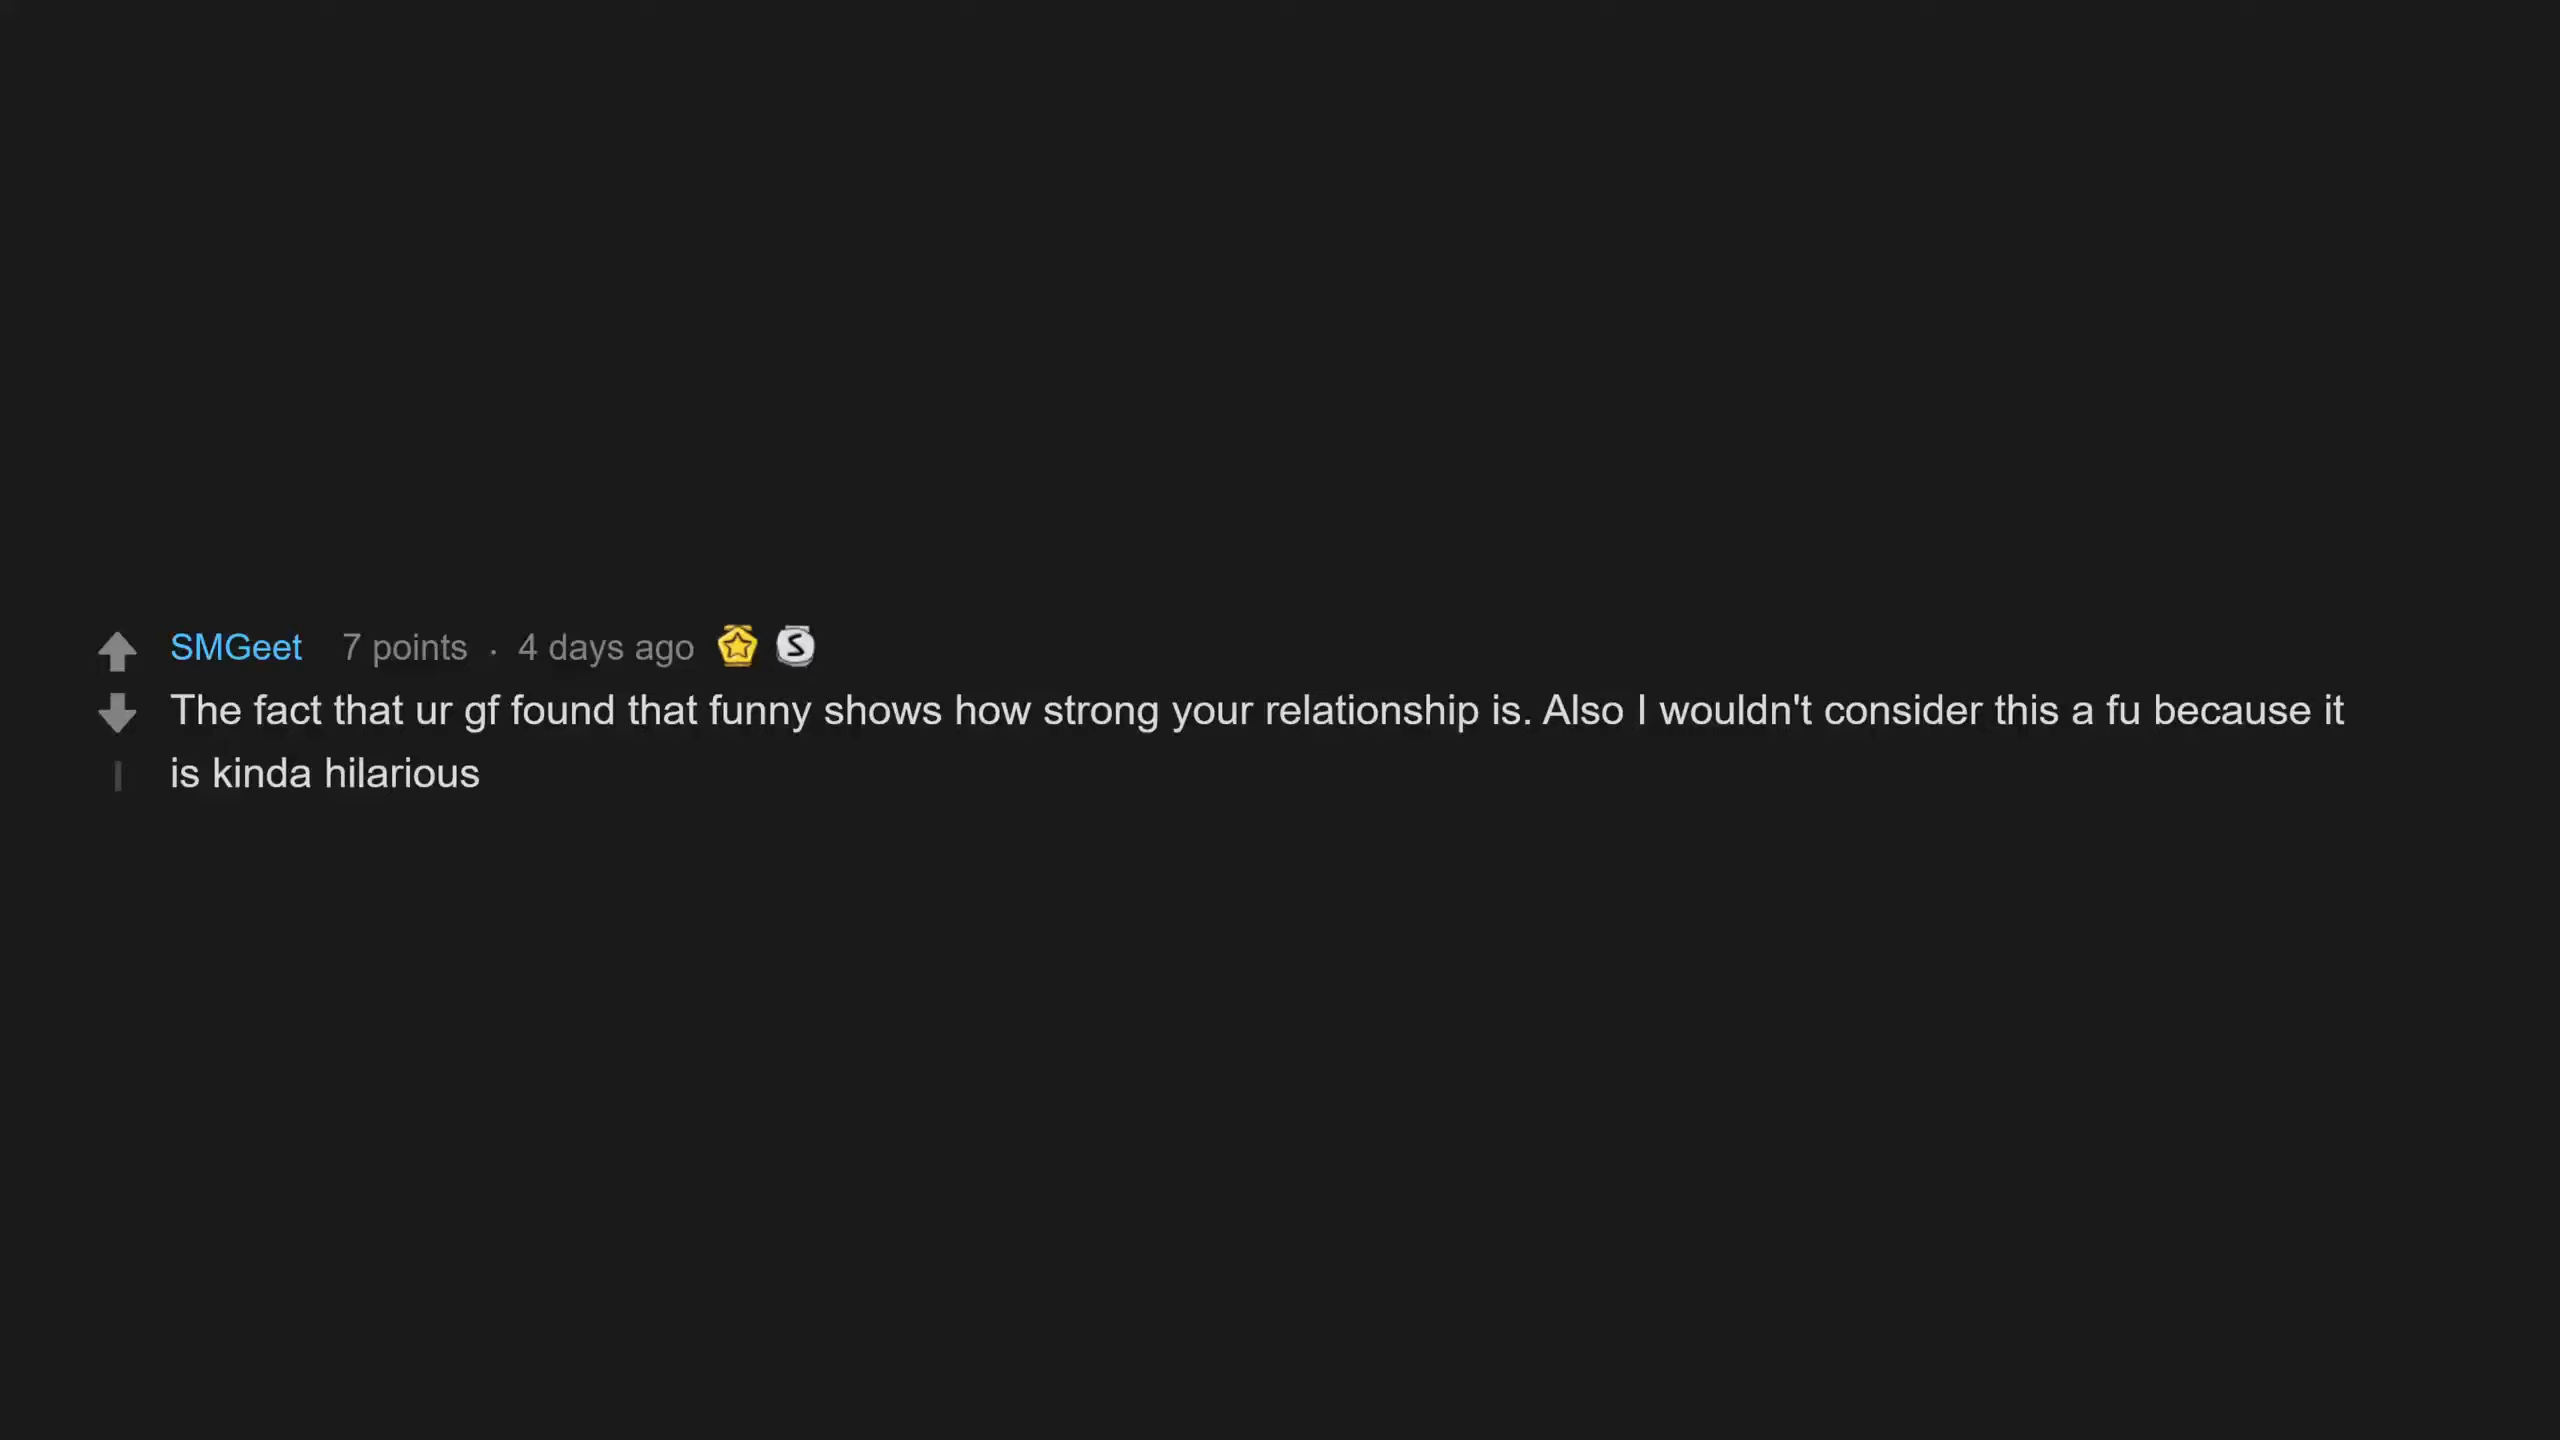 SMGeet 7 points · 4 days ago S
The fact that ur gf found that funny shows how strong your relationship is. Also I wouldn't consider this a fu because it
is kinda hilarious